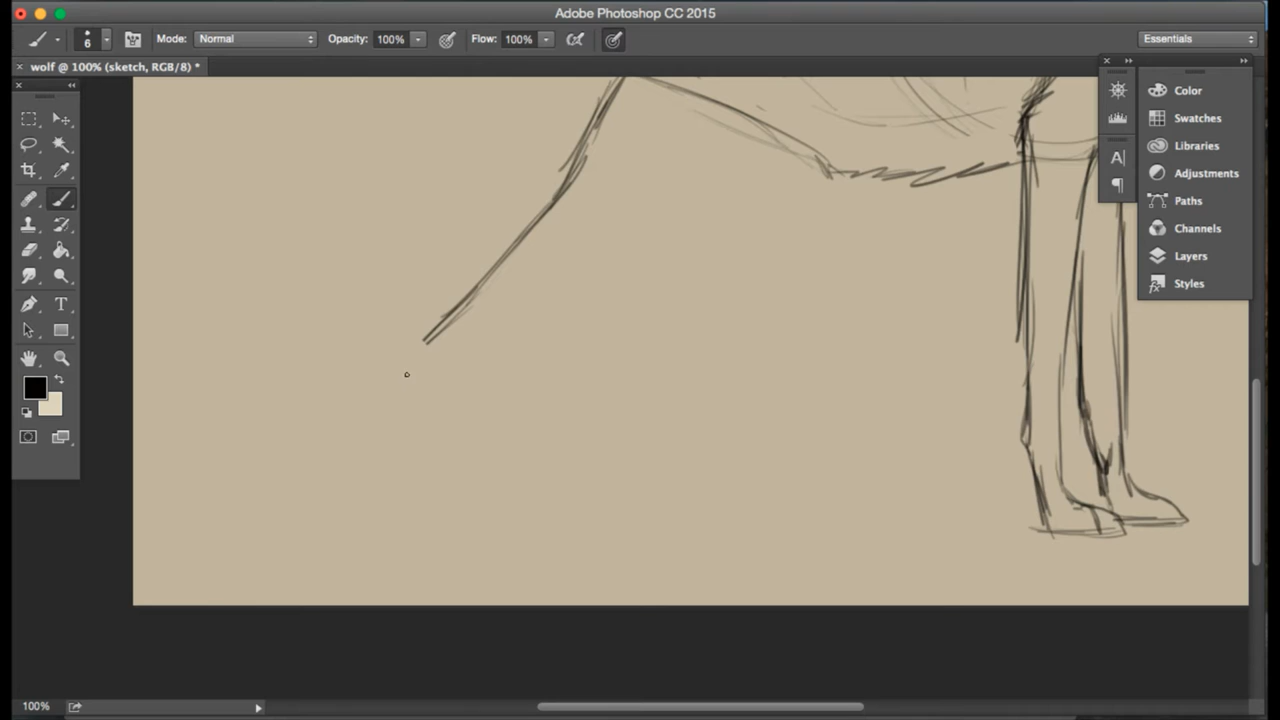 Adobe Photoshop CC 2015
6 Mode: Normal Opacity: 100% Flow: 100% Essentials
wolf @ 100% (sketch, RGB/8) *
Color
Swatches
Libraries
Adjustments
Paths
Channels
Layers
Styles
100%